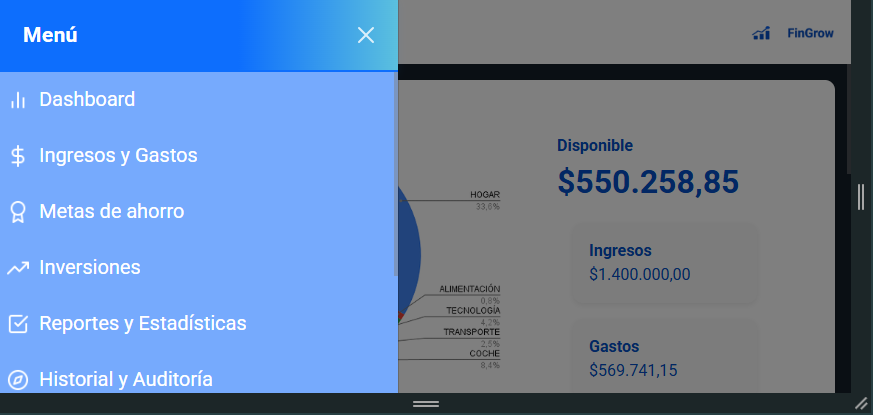 Menú
FinGrow
Dashboard
Ingresos y Gastos
Metas de ahorro
Inversiones
Reportes y Estadísticas
Historial y Auditoría
HOGAR
33,6%
ALIMENTACIÓN
0,8%
TECNOLOGÍA
4,2%
TRANSPORTE
2,5%
COCHE
8,4%
Disponible
$550.258,85
Ingresos
$1.400.000,00
Gastos
$569.741,15